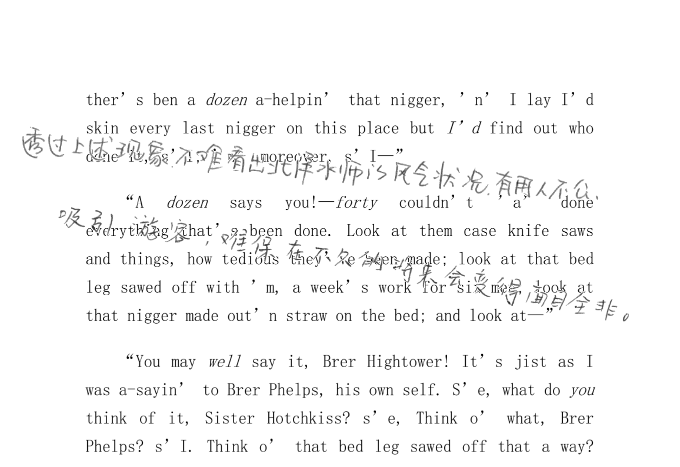 ther's ben a dozen a-helpin' that nigger, 'n' I lay I'd
skin every last nigger on this place but I'd find out who
done it, s'I; moreover, s'I—"
透过上述现象，不难看出北泽水师的风气状况，有用人不公，
"A dozen says you!—forty couldn't 'a' done
吸引游客，难保在不久的将来会变得面目全非。
everything that's been done. Look at them case knife saws
and things, how tedious they've been made; look at that bed
leg sawed off with 'm, a week's work for six men; look at
that nigger made out'n straw on the bed; and look at—"
"You may well say it, Brer Hightower! It's jist as I
was a-sayin' to Brer Phelps, his own self. S'e, what do you
think of it, Sister Hotchkiss? s'e, Think o' what, Brer
Phelps? s'I. Think o' that bed leg sawed off that a way?